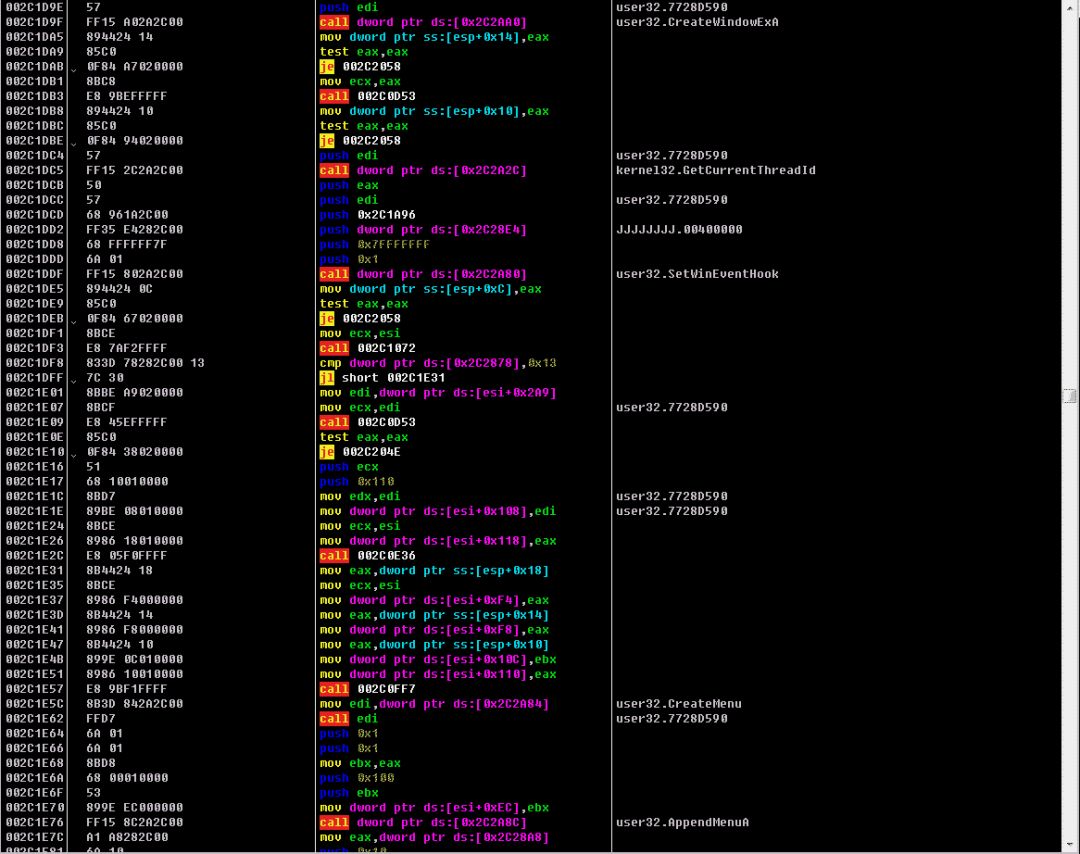 002C1D9E 57 push edi user32.7728D590
002C1D9F FF15 A02A2C00 call dword ptr ds:[0x2C2AA0] user32.CreateWindowExA
002C1DA5 894424 14 mov dword ptr ss:[esp+0x14],eax
002C1DA9 85C0 test eax,eax
002C1DAB 0F84 A7020000 je 002C2058
002C1DB1 8BC8 mov ecx,eax
002C1DB3 E8 9BEFFFFF call 002C0D53
002C1DB8 894424 10 mov dword ptr ss:[esp+0x10],eax
002C1DBC 85C0 test eax,eax
002C1DBE 0F84 94020000 je 002C2058
002C1DC4 57 push edi user32.7728D590
002C1DC5 FF15 2C2A2C00 call dword ptr ds:[0x2C2A2C] kernel32.GetCurrentThreadId
002C1DCB 50 push eax
002C1DCC 57 push edi user32.7728D590
002C1DCD 68 961A2C00 push 0x2C1A96
002C1DD2 FF35 E4282C00 push dword ptr ds:[0x2C28E4] JJJJJJJJ.00400000
002C1DD8 68 FFFFFF7F push 0x7FFFFFFF
002C1DDD 6A 01 push 0x1
002C1DDF FF15 802A2C00 call dword ptr ds:[0x2C2A80] user32.SetWinEventHook
002C1DE5 894424 0C mov dword ptr ss:[esp+0xC],eax
002C1DE9 85C0 test eax,eax
002C1DEB 0F84 67020000 je 002C2058
002C1DF1 8BCE mov ecx,esi
002C1DF3 E8 7AF2FFFF call 002C1072
002C1DF8 833D 78282C00 13 cmp dword ptr ds:[0x2C2878],0x13
002C1DFF 7C 30 jl short 002C1E31
002C1E01 8BBE A9020000 mov edi,dword ptr ds:[esi+0x2A9]
002C1E07 8BCF mov ecx,edi user32.7728D590
002C1E09 E8 45EFFFFF call 002C0D53
002C1E0E 85C0 test eax,eax
002C1E10 0F84 38020000 je 002C204E
002C1E16 51 push ecx
002C1E17 68 10010000 push 0x110
002C1E1C 8BD7 mov edx,edi user32.7728D590
002C1E1E 89BE 08010000 mov dword ptr ds:[esi+0x108],edi user32.7728D590
002C1E24 8BCE mov ecx,esi
002C1E26 8986 18010000 mov dword ptr ds:[esi+0x118],eax
002C1E2C E8 05F0FFFF call 002C0E36
002C1E31 8B4424 18 mov eax,dword ptr ss:[esp+0x18]
002C1E35 8BCE mov ecx,esi
002C1E37 8986 F4000000 mov dword ptr ds:[esi+0xF4],eax
002C1E3D 8B4424 14 mov eax,dword ptr ss:[esp+0x14]
002C1E41 8986 F8000000 mov dword ptr ds:[esi+0xF8],eax
002C1E47 8B4424 10 mov eax,dword ptr ss:[esp+0x10]
002C1E4B 899E 0C010000 mov dword ptr ds:[esi+0x10C],ebx
002C1E51 8986 10010000 mov dword ptr ds:[esi+0x110],eax
002C1E57 E8 9BF1FFFF call 002C0FF7
002C1E5C 8B3D 842A2C00 mov edi,dword ptr ds:[0x2C2A84] user32.CreateMenu
002C1E62 FFD7 call edi user32.7728D590
002C1E64 6A 01 push 0x1
002C1E66 6A 01 push 0x1
002C1E68 8BD8 mov ebx,eax
002C1E6A 68 00010000 push 0x100
002C1E6F 53 push ebx
002C1E70 899E EC000000 mov dword ptr ds:[esi+0xEC],ebx
002C1E76 FF15 8C2A2C00 call dword ptr ds:[0x2C2A8C] user32.AppendMenuA
002C1E7C A1 A8282C00 mov eax,dword ptr ds:[0x2C28A8]
002C1E81 6A 10 push 0x10